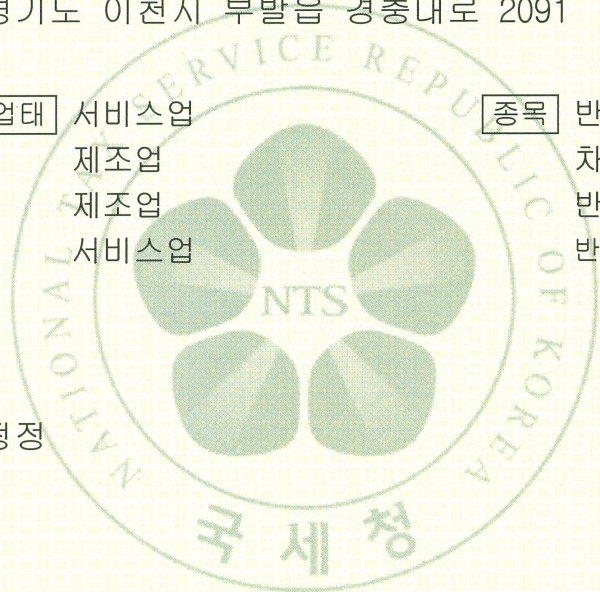 경기도 이천시 부발읍 경충대로 2091
업태 서비스업 종목 반
제조업 차
제조업 반
서비스업 반
정정
NATIONAL TAX SERVICE REPUBLIC OF KOREA
NTS
국세청